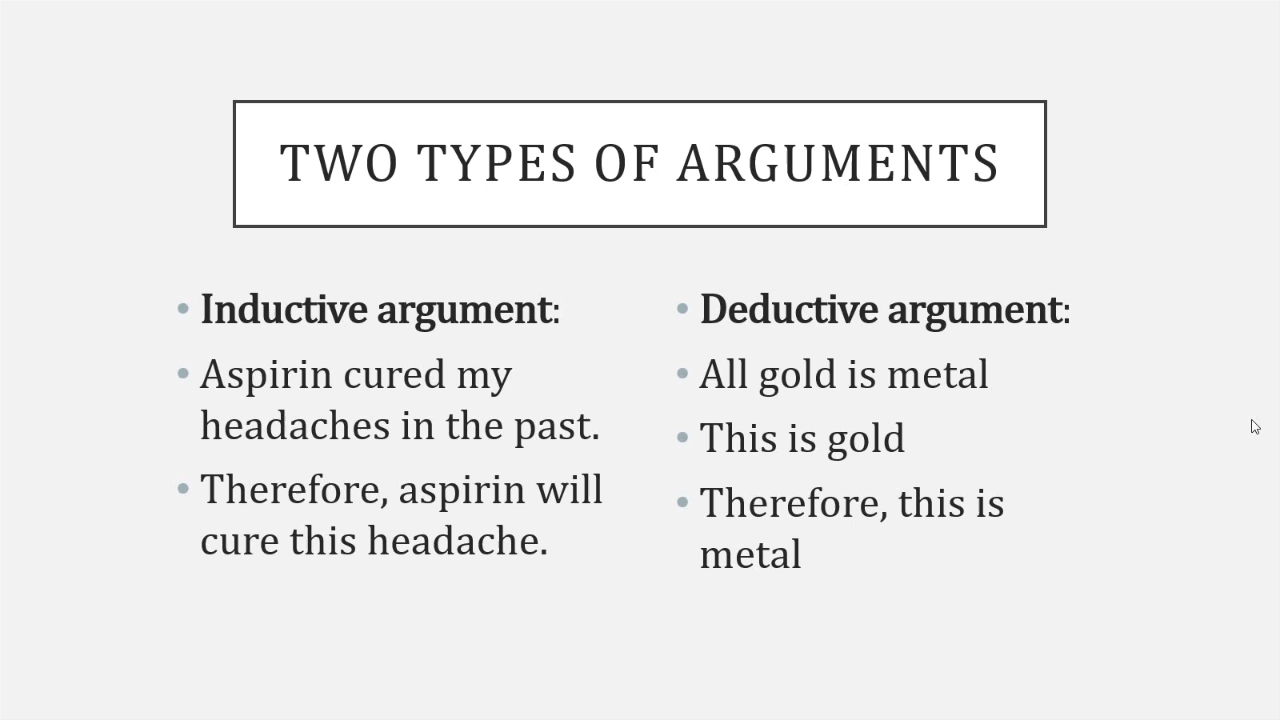 TWO TYPES OF ARGUMENTS
• Inductive argument:
• Aspirin cured my
headaches in the past.
• Therefore, aspirin will
cure this headache.
• Deductive argument:
• All gold is metal
• This is gold
• Therefore, this is
metal